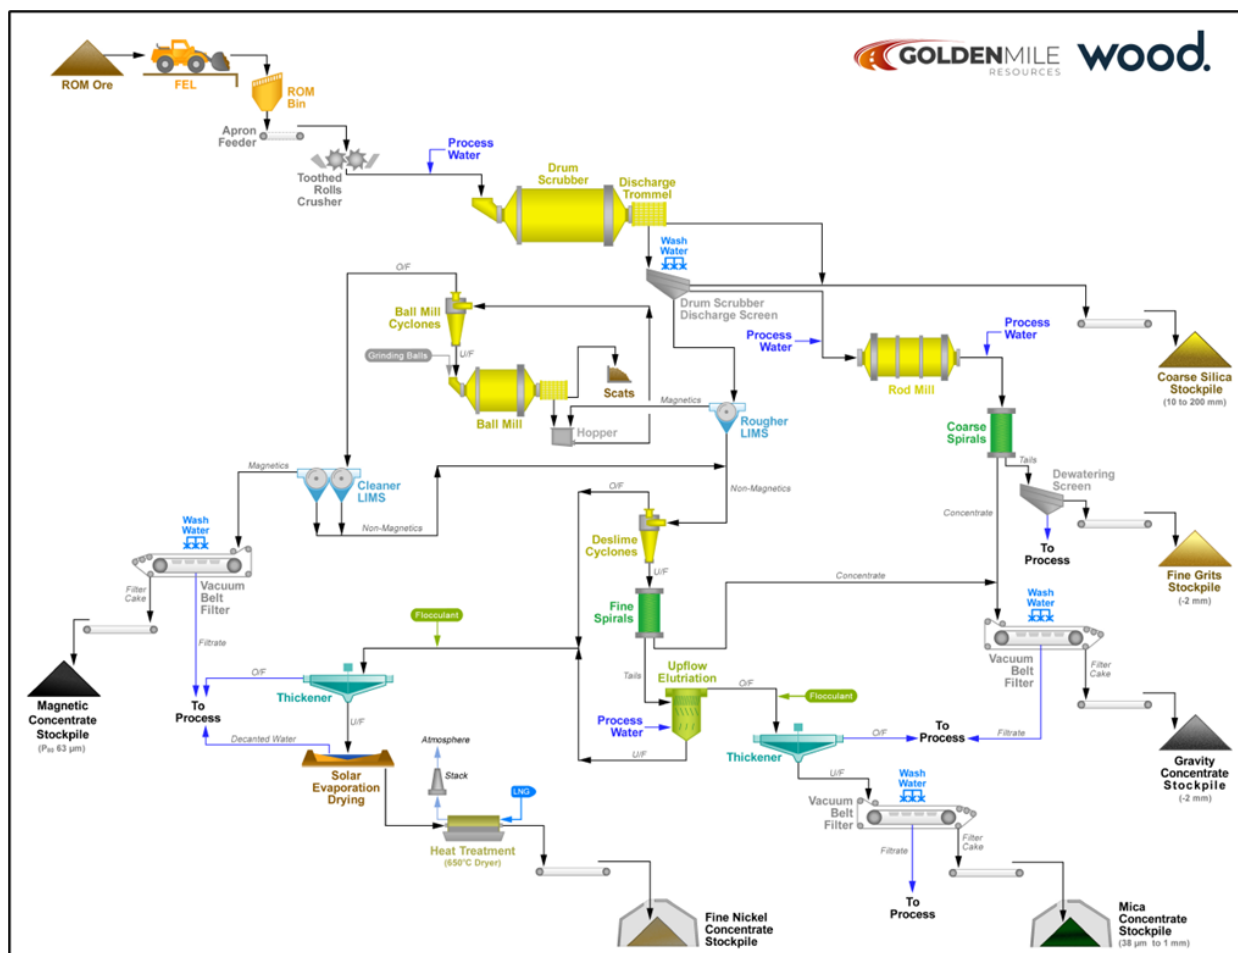 GOLDENMILE
RESOURCES
wood.
ROM Ore
FEL
ROM
Bin
Apron
Feeder
Toothed
Rolls
Crusher
Process
Water
Drum
Scrubber
Discharge
Trommel
Wash
Water
Drum Scrubber
Discharge Screen
O/F
Ball Mill
Cyclones
U/F
Grinding Balls
Ball Mill
Scats
Hopper
Magnetics
Rougher
LIMS
Process
Water
Rod Mill
Process
Water
Coarse Silica
Stockpile
(10 to 200 mm)
Coarse
Spirals
Tails
Dewatering
Screen
Concentrate
To
Process
Fine Grits
Stockpile
(-2 mm)
Magnetics
Cleaner
LIMS
Non-Magnetics
Non-Magnetics
O/F
Deslime
Cyclones
U/F
Wash
Water
Vacuum
Belt
Filter
Filter
Cake
Filtrate
Magnetic
Concentrate
Stockpile
(P₈₀ 63 µm)
To
Process
Flocculant
Fine
Spirals
Concentrate
Tails
Upflow
Elutriation
O/F
Process
Water
U/F
Flocculant
O/F
Thickener
U/F
Decanted Water
Solar
Evaporation
Drying
Atmosphere
Stack
LNG
Heat Treatment
(650°C Dryer)
Fine Nickel
Concentrate
Stockpile
Thickener
O/F
To
Process
Filtrate
U/F
Wash
Water
Vacuum
Belt
Filter
Filter
Cake
Gravity
Concentrate
Stockpile
(-2 mm)
Wash
Water
Vacuum
Belt
Filter
Filtrate
Filter
Cake
To
Process
Mica
Concentrate
Stockpile
(38 µm to 1 mm)